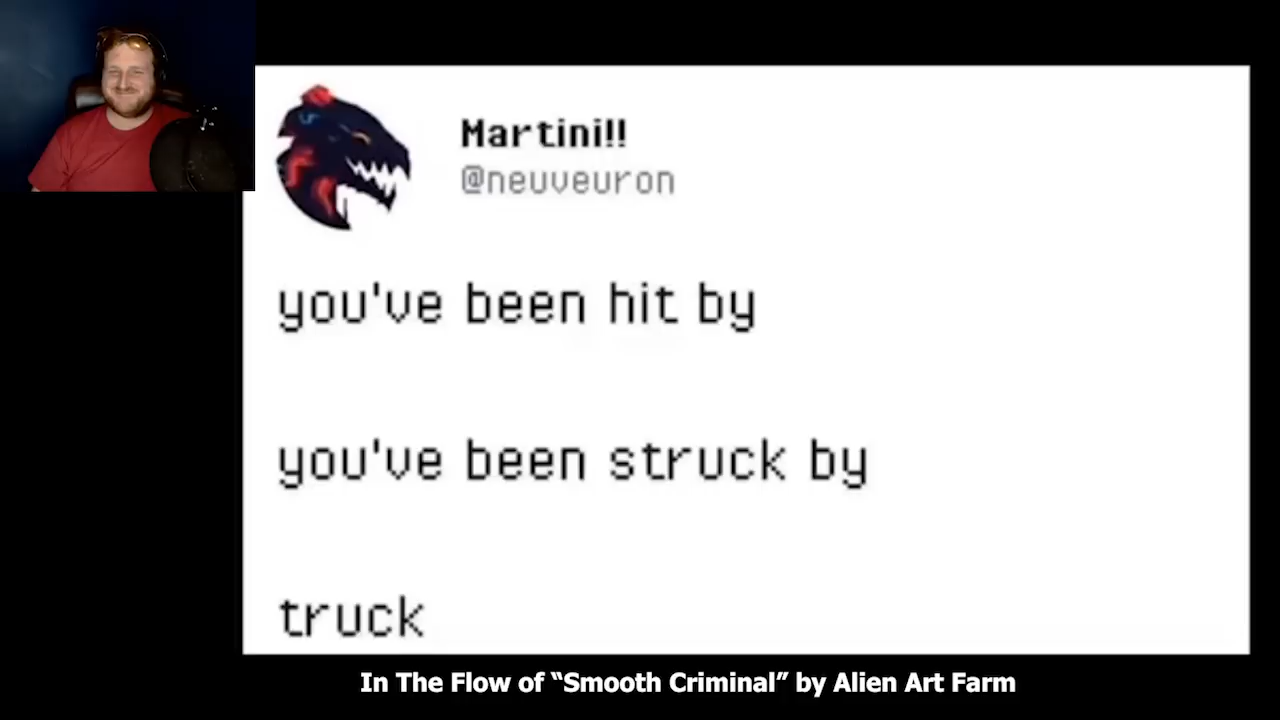 Martini!!
@neuveuron
you've been hit by
you've been struck by
truck
In The Flow of “Smooth Criminal” by Alien Art Farm